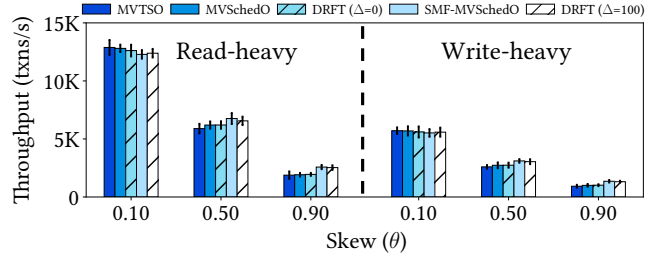 MVTSO MVSchedO DRFT (Δ=0) SMF-MVSchedO DRFT (Δ=100)
Throughput (txns/s)
15K
10K
5K
0
Read-heavy Write-heavy
0.10 0.50 0.90 0.10 0.50 0.90
Skew (θ)